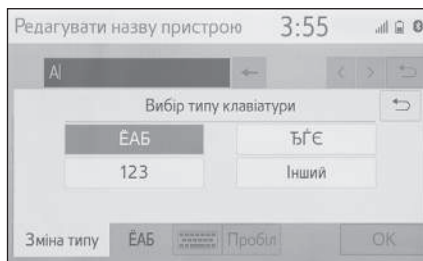 Редагувати назву пристрою 3:55
A
Вибір типу клавіатури
ЁАБ ЂЃЄ
123 Інший
Зміна типу ЁАБ Пробіл OK